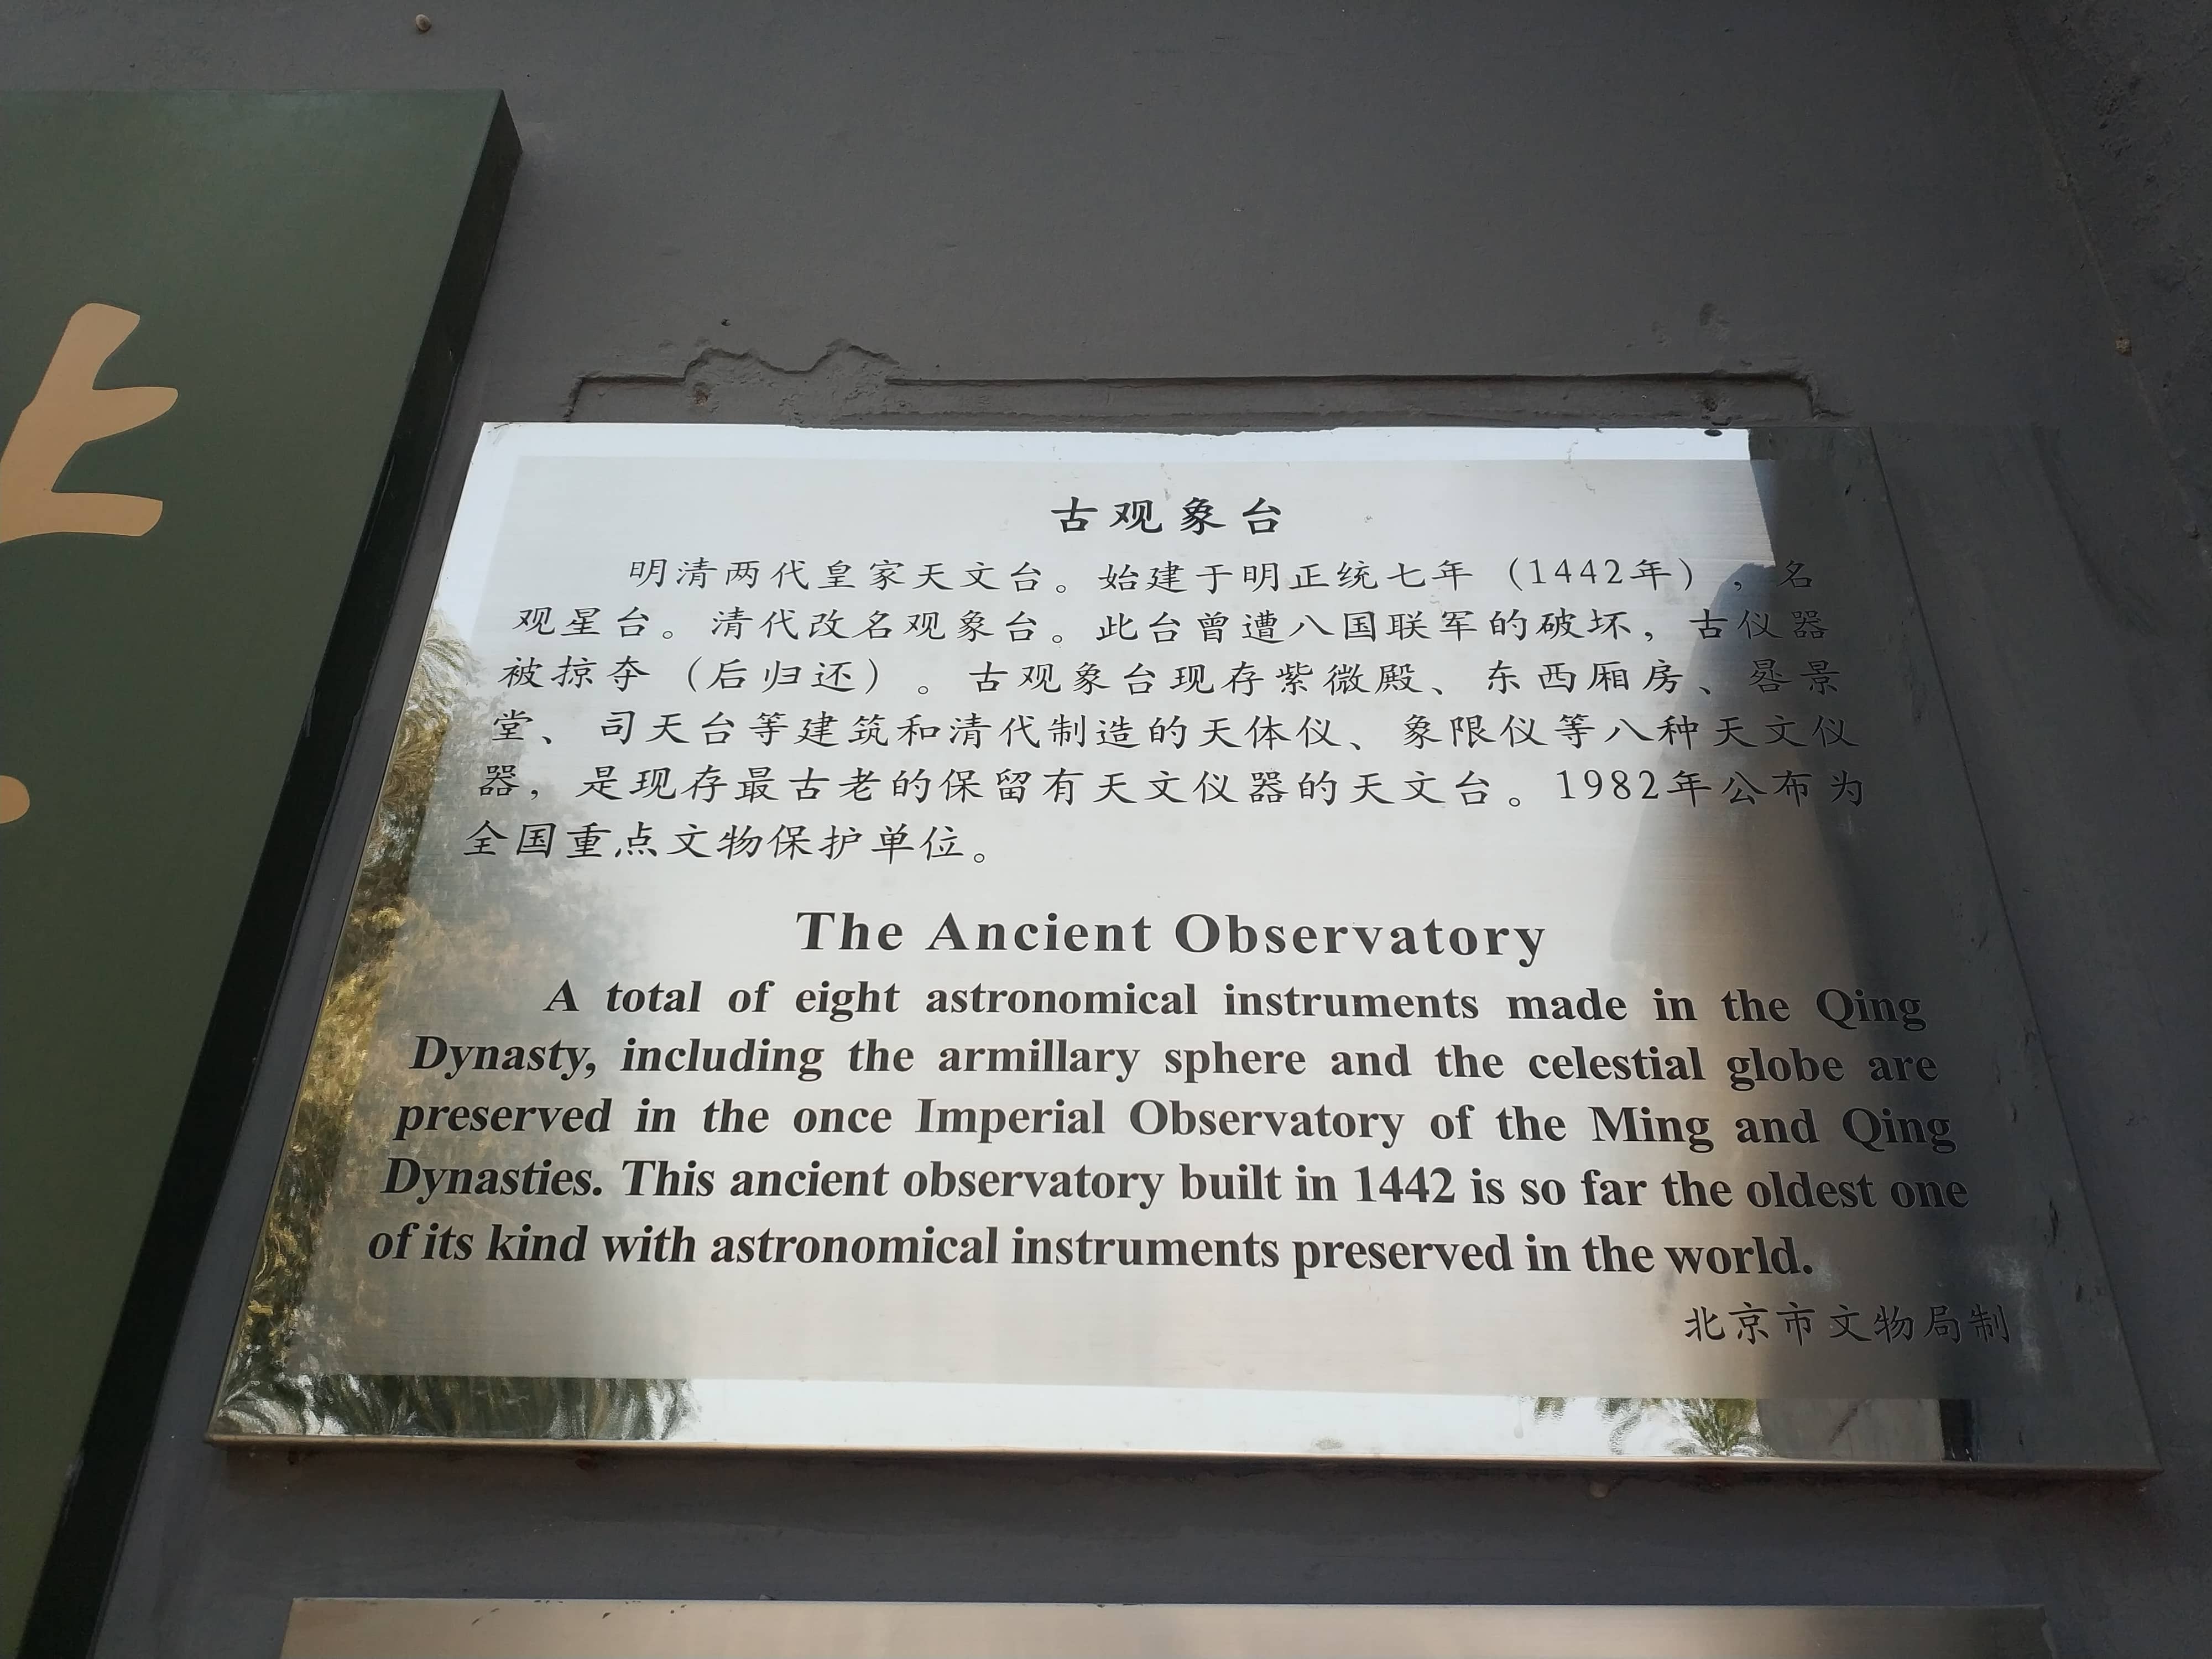 上
古观象台
明清两代皇家天文台。始建于明正统七年（1442年），名
观星台。清代改名观象台。此台曾遭八国联军的破坏，古仪器
被掠夺（后归还）。古观象台现存紫微殿、东西厢房、晷景
堂、司天台等建筑和清代制造的天体仪、象限仪等八种天文仪
器，是现存最古老的保留有天文仪器的天文台。1982年公布为
全国重点文物保护单位。
The Ancient Observatory
A total of eight astronomical instruments made in the Qing
Dynasty, including the armillary sphere and the celestial globe are
preserved in the once Imperial Observatory of the Ming and Qing
Dynasties. This ancient observatory built in 1442 is so far the oldest one
of its kind with astronomical instruments preserved in the world.
北京市文物局制